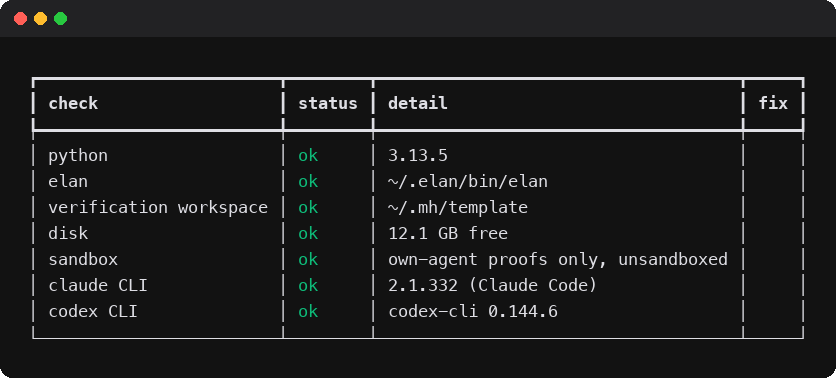 check status detail fix
python ok 3.13.5
elan ok ~/.elan/bin/elan
verification workspace ok ~/.mh/template
disk ok 12.1 GB free
sandbox ok own-agent proofs only, unsandboxed
claude CLI ok 2.1.332 (Claude Code)
codex CLI ok codex-cli 0.144.6